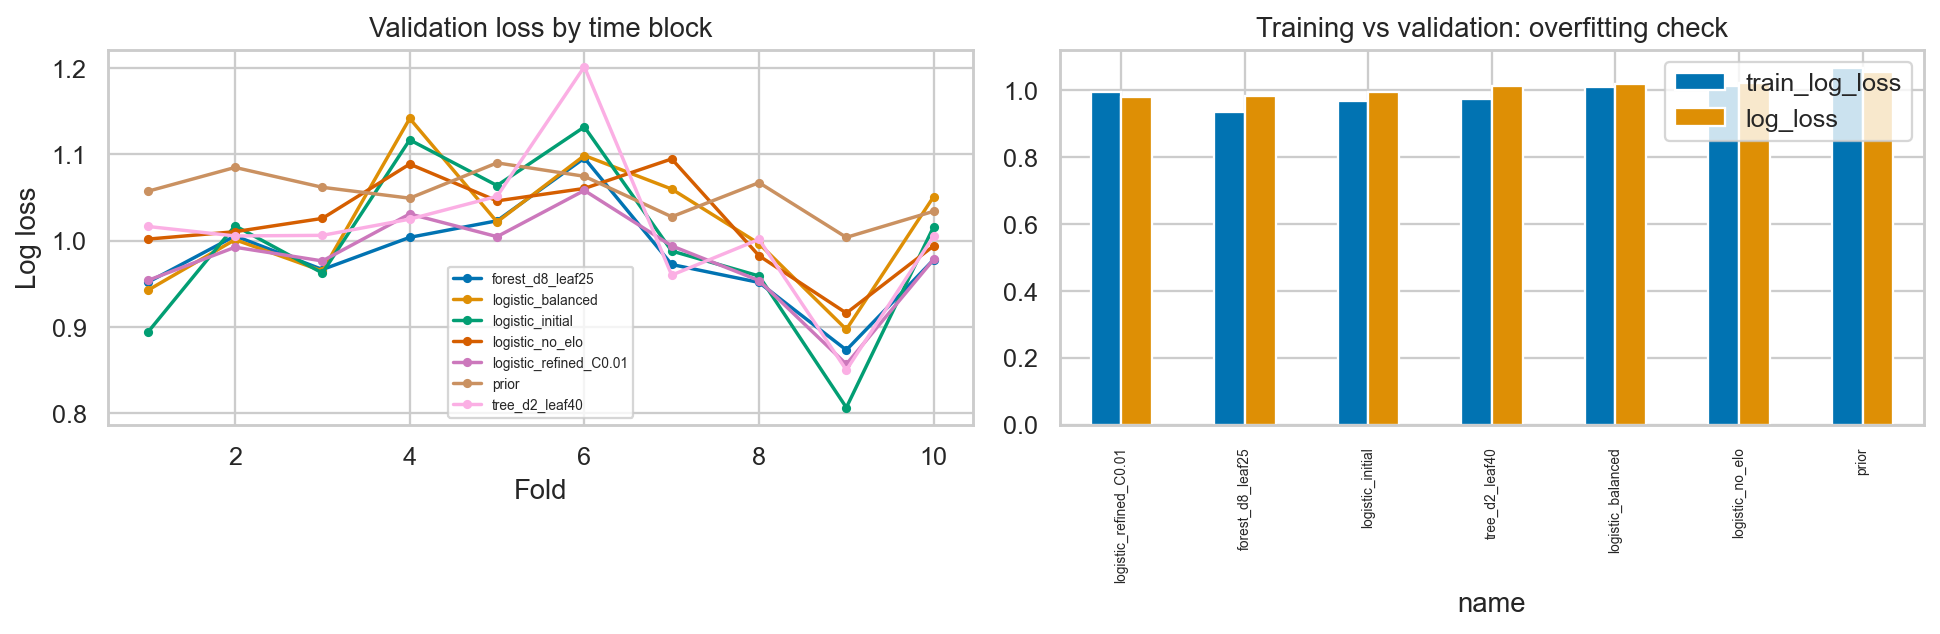 Validation loss by time block
Log loss
1.2
1.1
1.0
0.9
0.8
forest_d8_leaf25
logistic_balanced
logistic_initial
logistic_no_elo
logistic_refined_C0.01
prior
tree_d2_leaf40
2 4 6 8 10
Fold
Training vs validation: overfitting check
1.0
0.8
0.6
0.4
0.2
0.0
train_log_loss
log_loss
logistic_refined_C0.01
forest_d8_leaf25
logistic_initial
tree_d2_leaf40
logistic_balanced
logistic_no_elo
prior
name